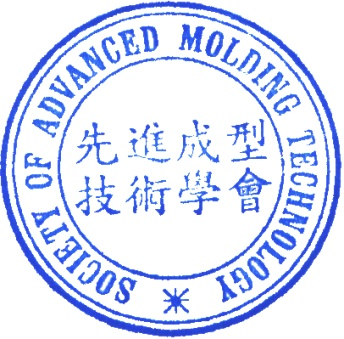 SOCIETY OF ADVANCED MOLDING TECHNOLOGY
先進成型
技術學會